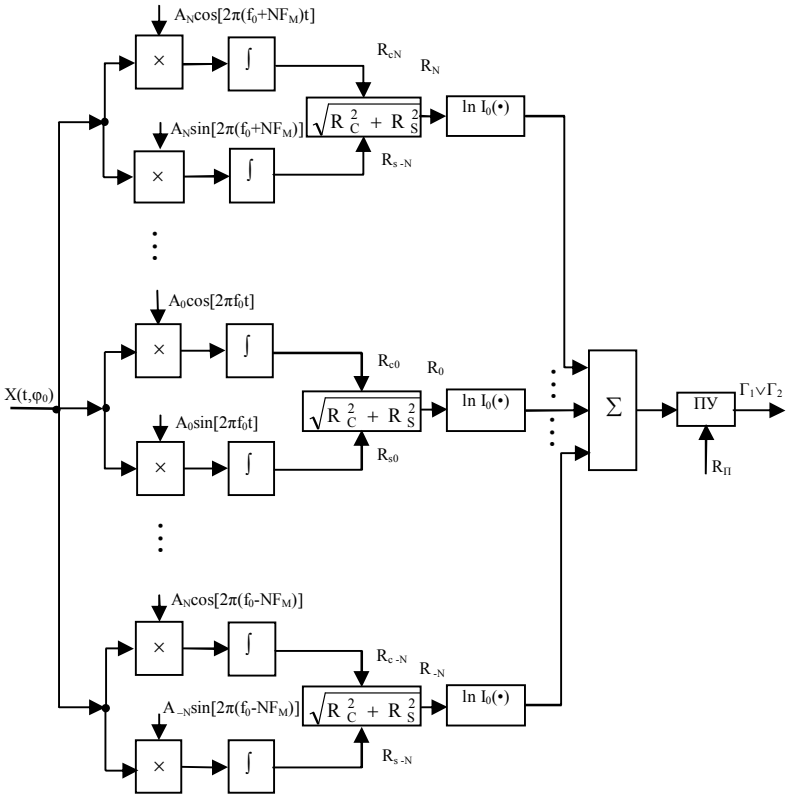 A_Ncos[2π(f_0+NF_M)t]
× ∫
R_cN R_N
√(R_C^2 + R_S^2) ln I_0(•)
A_Nsin[2π(f_0+NF_M)]
× ∫
R_s-N
A_0cos[2πf_0t]
× ∫
R_c0 R_0
X(t,φ_0)
√(R_C^2 + R_S^2) ln I_0(•) Σ ПУ Γ_1∨Γ_2
A_0sin[2πf_0t]
× ∫
R_s0
R_П
A_Ncos[2π(f_0-NF_M)]
× ∫
R_c-N R_-N
√(R_C^2 + R_S^2) ln I_0(•)
A_-Nsin[2π(f_0-NF_M)]
× ∫
R_s-N